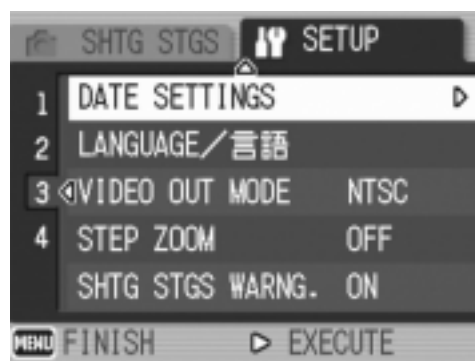 SHTG STGS SETUP
1 DATE SETTINGS
2 LANGUAGE/言語
3 VIDEO OUT MODE NTSC
4 STEP ZOOM OFF
SHTG STGS WARNG. ON
MENU FINISH EXECUTE